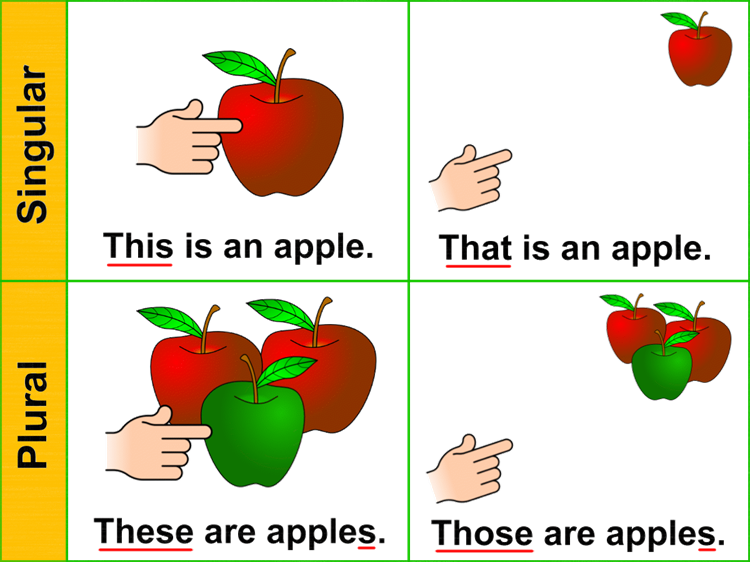 Singular
This is an apple.
That is an apple.
Plural
These are apples.
Those are apples.